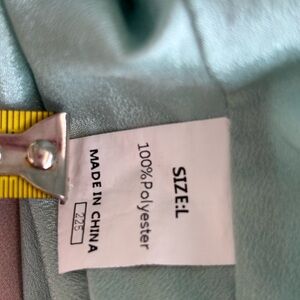 SIZE:L
100%Polyester
MADE IN CHINA
225